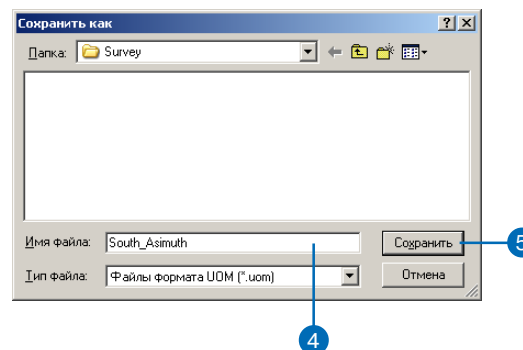 Сохранить как
Папка: Survey
Имя файла: South_Asimuth Сохранить
Тип файла: Файлы формата UOM (*.uom) Отмена
5
4